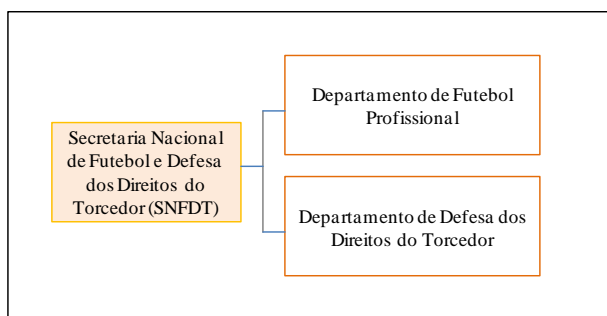 Departamento de Futebol
Profissional
Secretaria Nacional
de Futebol e Defesa
dos Direitos do
Torcedor (SNFDT)
Departamento de Defesa dos
Direitos do Torcedor